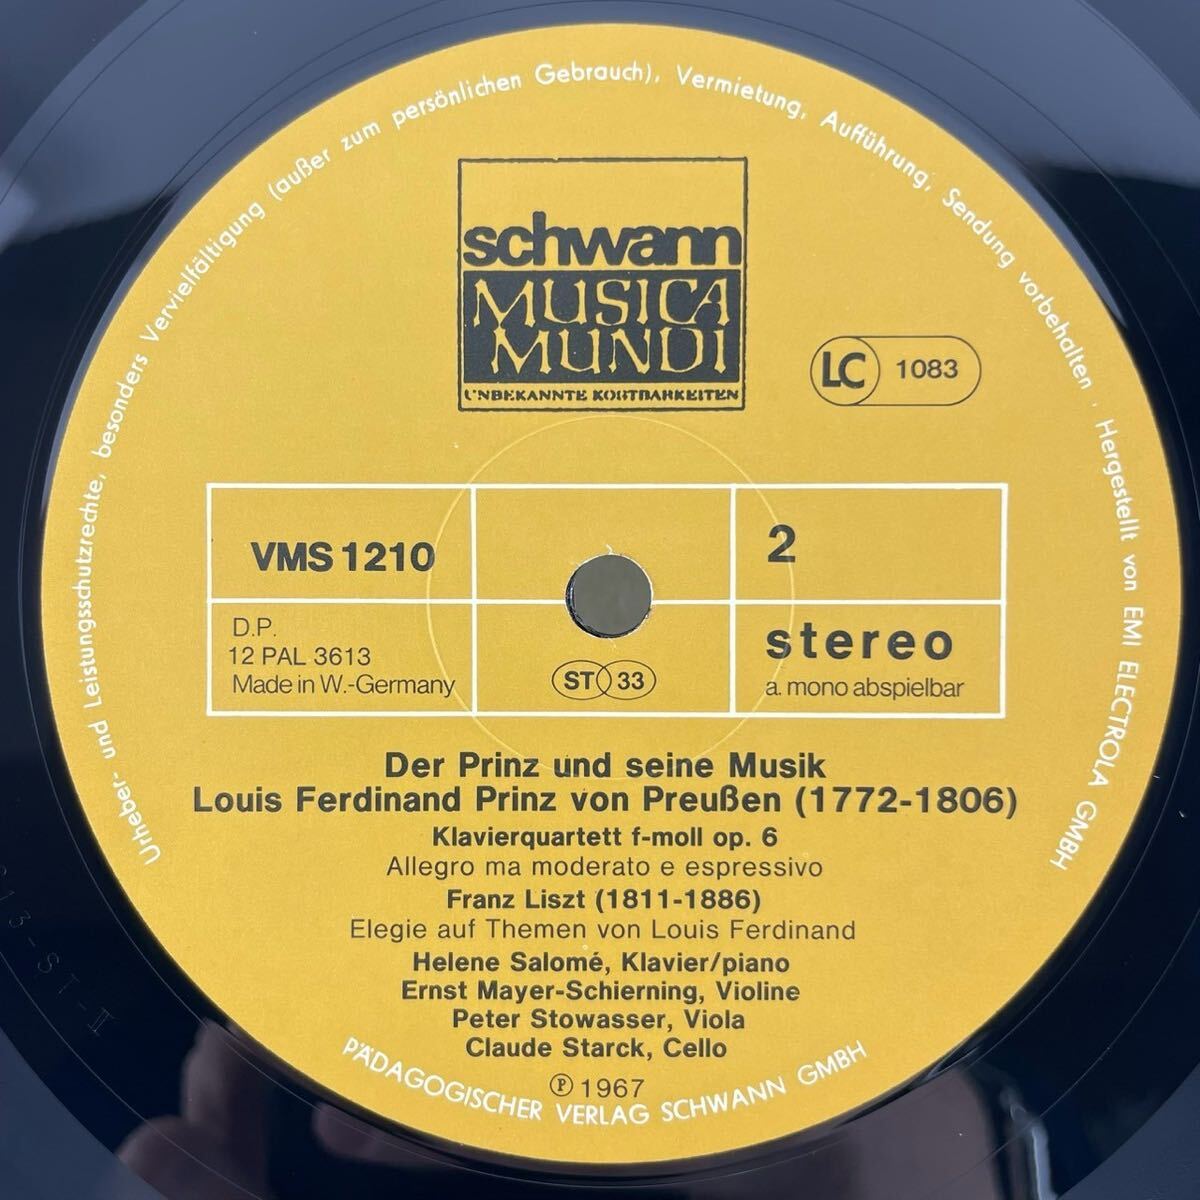 Urheber- und Leistungsschutzrechte, besonders Vervielfältigung (außer zum persönlichen Gebrauch), Vermietung, Aufführung, Sendung vorbehalten . Hergestellt von EMI ELECTROLA GMBH
schwann
MUSICA
MUNDI
UNBEKANNTE KOSTBARKEITEN
LC 1083
VMS 1210
2
D.P.
12 PAL 3613
Made in W.-Germany
ST 33
stereo
a. mono abspielbar
Der Prinz und seine Musik
Louis Ferdinand Prinz von Preußen (1772-1806)
Klavierquartett f-moll op. 6
Allegro ma moderato e espressivo
Franz Liszt (1811-1886)
Elegie auf Themen von Louis Ferdinand
Helene Salomé, Klavier/piano
Ernst Mayer-Schierning, Violine
Peter Stowasser, Viola
Claude Starck, Cello
℗ 1967
PÄDAGOGISCHER VERLAG SCHWANN GMBH